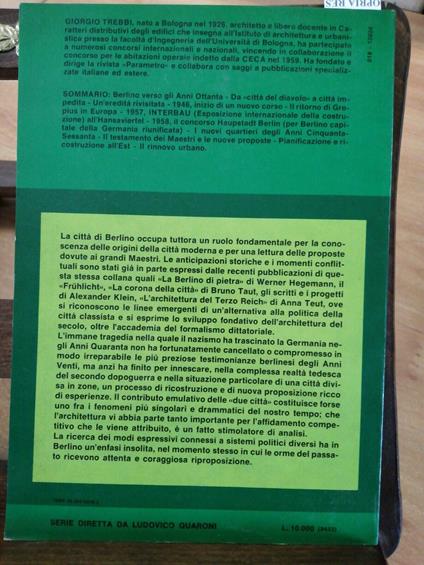 OPRIA RES
GIORGIO TREBBI, nato a Bologna nel 1926, architetto e libero docente in Ca-
ratteri distributivi degli edifici che insegna all'Istituto di architettura e urbani-
stica presso la facoltà d'Ingegneria dell'Università di Bologna, ha partecipato
a numerosi concorsi internazionali e nazionali, vincendo in collaborazione il
concorso per le abitazioni operaie indetto dalla CECA nel 1959. Ha fondato e
dirige la rivista «Parametro» e collabora con saggi a pubblicazioni specializ-
zate italiane ed estere.
SOMMARIO: Berlino verso gli Anni Ottanta - Da «città del diavolo» a città im-
pedita - Un'eredità rivisitata - 1946, inizio di un nuovo corso - Il ritorno di Gro-
pius in Europa - 1957, INTERBAU (Esposizione internazionale della costru-
zione) all'Hansaviertel - 1958, il concorso Haupstadt Berlin (per Berlino capi-
tale della Germania riunificata) - I nuovi quartieri degli Anni Cinquanta-
Sessanta - Il testamento dei Maestri e le nuove proposte - Pianificazione e ri-
costruzione all'Est - Il rinnovo urbano.
La città di Berlino occupa tuttora un ruolo fondamentale per la cono-
scenza delle origini della città moderna e per una lettura delle proposte
dovute ai grandi Maestri. Le anticipazioni storiche e i momenti conflit-
tuali sono stati già in parte espressi dalle recenti pubblicazioni di que-
sta stessa collana quali «La Berlino di pietra» di Werner Hegemann, il
«Frühlicht», «La corona della città» di Bruno Taut, gli scritti e i progetti
di Alexander Klein, «L'architettura del Terzo Reich» di Anna Teut, ove
si riconoscono le linee emergenti di un'alternativa alla politica della
città classista e si esprime lo sviluppo fondativo dell'architettura del
secolo, oltre l'accademia del formalismo dittatoriale.
L'immane tragedia nella quale il nazismo ha trascinato la Germania ne-
gli Anni Quaranta non ha fortunatamente cancellato o compromesso in
modo irreparabile le più preziose testimonianze berlinesi degli Anni
Venti, ma anzi ha finito per innescare, nella complessa realtà tedesca
del secondo dopoguerra e nella situazione particolare di una città divi-
sa in zone, un processo di ricostruzione e di nuova proposizione ricco
di esperienze. Il contributo emulativo delle «due città» costituisce forse
uno fra i fenomeni più singolari e drammatici del nostro tempo; che
l'architettura vi abbia parte tanto importante per l'affidamento compe-
titivo che le viene attribuito, è un fatto stimolatore di analisi.
La ricerca dei modi espressivi connessi a sistemi politici diversi ha in
Berlino un'enfasi insolita, nel momento stesso in cui le orme del passa-
to ricevono attenta e coraggiosa riproposizione.
SERIE DIRETTA DA LUDOVICO QUARONI
L. 10.000 (9433)